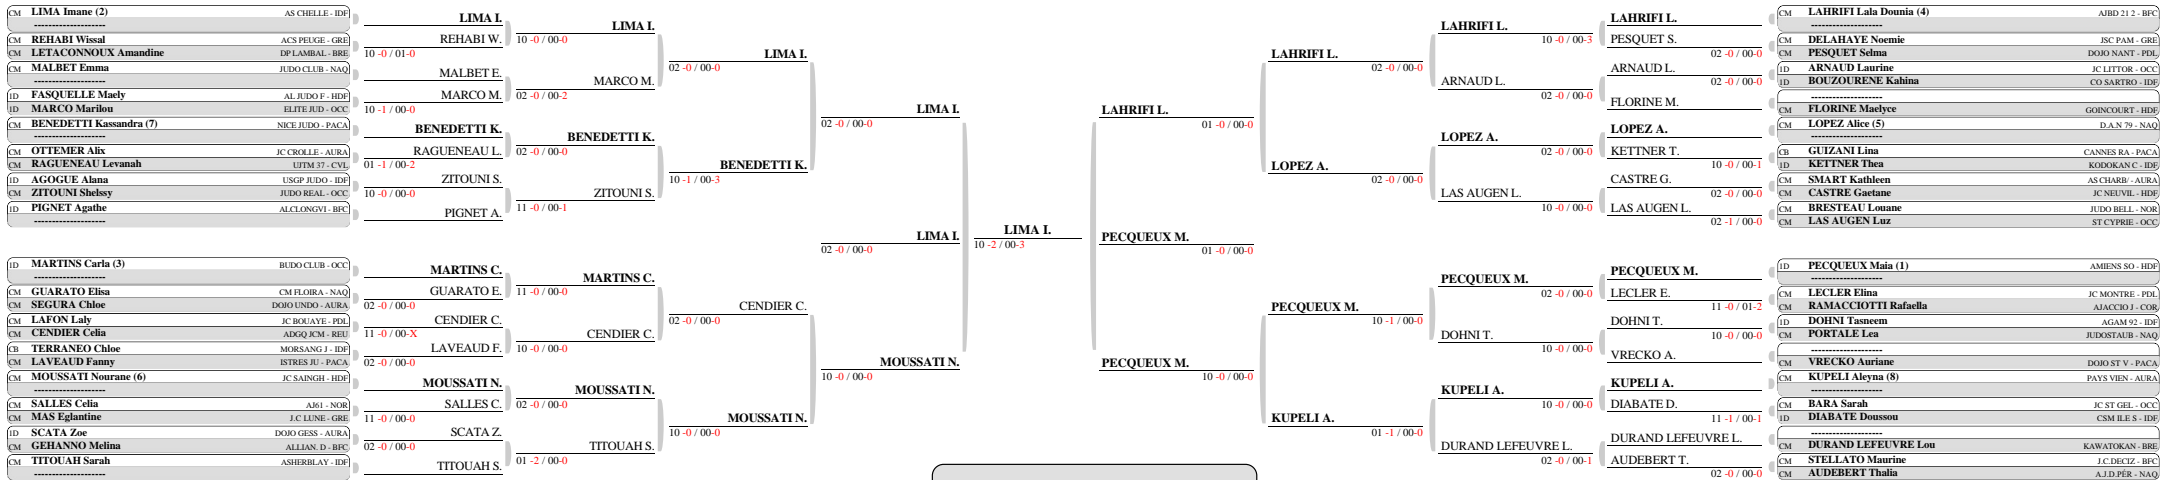 CM LIMA Imane (2) AS CHELLE - IDF
--------------------
CM REHABI Wissal ACS PEUGE - GRE
CM LETACONNOUX Amandine DP LAMBAL - BRE
CM MALBET Emma JUDO CLUB - NAQ
--------------------
1D FASQUELLE Maely AL JUDO F - HDF
1D MARCO Marilou ELITE JUD - OCC
CM BENEDETTI Kassandra (7) NICE JUDO - PACA
--------------------
CM OTTEMER Alix JC CROLLE - AURA
CM RAGUENEAU Levanah UJTM 37 - CVL
1D AGOGUE Alana USGP JUDO - IDF
CM ZITOUNI Shelssy JUDO REAL - OCC
1D PIGNET Agathe ALCLONGVI - BFC
--------------------
1D MARTINS Carla (3) BUDO CLUB - OCC
--------------------
CM GUARATO Elisa CM FLOIRA - NAQ
CM SEGURA Chloe DOJO UNDO - AURA
CM LAFON Laly JC BOUAYE - PDL
CM CENDIER Celia ADGQ JCM - REU
CB TERRANEO Chloe MORSANG J - IDF
CM LAVEAUD Fanny ISTRES JU - PACA
CM MOUSSATI Nourane (6) JC SAINGH - HDF
--------------------
CM SALLES Celia AJ61 - NOR
CM MAS Eglantine J.C LUNE - GRE
1D SCATA Zoe DOJO GESS - AURA
CM GEHANNO Melina ALLIAN. D - BFC
CM TITOUAH Sarah ASHERBLAY - IDF
--------------------
LIMA I.
REHABI W.
10 -0 / 01-0
MALBET E.
MARCO M.
10 -1 / 00-0
BENEDETTI K.
RAGUENEAU L.
01 -1 / 00-2
ZITOUNI S.
10 -0 / 00-0
PIGNET A.
MARTINS C.
GUARATO E.
02 -0 / 00-0
CENDIER C.
11 -0 / 00-X
LAVEAUD F.
02 -0 / 00-0
MOUSSATI N.
SALLES C.
11 -0 / 00-0
SCATA Z.
02 -0 / 00-0
TITOUAH S.
LIMA I.
10 -0 / 00-0
MARCO M.
02 -0 / 00-2
BENEDETTI K.
02 -0 / 00-0
ZITOUNI S.
11 -0 / 00-1
MARTINS C.
11 -0 / 00-0
CENDIER C.
10 -0 / 00-0
MOUSSATI N.
02 -0 / 00-0
TITOUAH S.
01 -2 / 00-0
LIMA I.
02 -0 / 00-0
BENEDETTI K.
10 -1 / 00-3
CENDIER C.
02 -0 / 00-0
MOUSSATI N.
10 -0 / 00-0
LIMA I.
02 -0 / 00-0
LIMA I.
02 -0 / 00-0
MOUSSATI N.
10 -0 / 00-0
LIMA I.
10 -2 / 00-3
LAHRIFI L.
01 -0 / 00-0
PECQUEUX M.
01 -0 / 00-0
PECQUEUX M.
10 -0 / 00-0
LAHRIFI L.
02 -0 / 00-0
LOPEZ A.
02 -0 / 00-0
PECQUEUX M.
10 -1 / 00-0
KUPELI A.
01 -1 / 00-0
LAHRIFI L.
10 -0 / 00-3
ARNAUD L.
02 -0 / 00-0
LOPEZ A.
02 -0 / 00-0
LAS AUGEN L.
10 -0 / 00-0
PECQUEUX M.
02 -0 / 00-0
DOHNI T.
10 -0 / 00-0
KUPELI A.
10 -0 / 00-0
DURAND LEFEUVRE L.
02 -0 / 00-1
LAHRIFI L.
PESQUET S.
02 -0 / 00-0
ARNAUD L.
02 -0 / 00-0
FLORINE M.
LOPEZ A.
KETTNER T.
10 -0 / 00-1
CASTRE G.
02 -0 / 00-0
LAS AUGEN L.
02 -1 / 00-0
PECQUEUX M.
LECLER E.
11 -0 / 01-2
DOHNI T.
10 -0 / 00-0
VRECKO A.
KUPELI A.
DIABATE D.
11 -1 / 00-1
DURAND LEFEUVRE L.
AUDEBERT T.
02 -0 / 00-0
CM LAHRIFI Lala Dounia (4) AJBD 21 2 - BFC
--------------------
CM DELAHAYE Noemie JSC PAM - GRE
CM PESQUET Selma DOJO NANT - PDL
1D ARNAUD Laurine JC LITTOR - OCC
1D BOUZOURENE Kahina CO SARTRO - IDF
--------------------
CM FLORINE Maelyce GOINCOURT - HDF
CM LOPEZ Alice (5) D.A.N 79 - NAQ
--------------------
CB GUIZANI Lina CANNES RA - PACA
1D KETTNER Thea KODOKAN C - IDF
CM SMART Kathleen AS CHARB/ - AURA
CM CASTRE Gaetane JC NEUVIL - HDF
CM BRESTEAU Louane JUDO BELL - NOR
CM LAS AUGEN Luz ST CYPRIE - OCC
1D PECQUEUX Maia (1) AMIENS SO - HDF
--------------------
CM LECLER Elina JC MONTRE - PDL
CM RAMACCIOTTI Rafaella AJACCIO J - COR
1D DOHNI Tasneem AGAM 92 - IDF
CM PORTALE Lea JUDOSTAUB - NAQ
--------------------
CM VRECKO Auriane DOJO ST V - PACA
CM KUPELI Aleyna (8) PAYS VIEN - AURA
--------------------
CM BARA Sarah JC ST GEL - OCC
1D DIABATE Doussou CSM ILE S - IDF
--------------------
CM DURAND LEFEUVRE Lou KAWATOKAN - BRE
CM STELLATO Maurine J.C.DECIZ - BFC
CM AUDEBERT Thalia A.J.D.PÉR - NAQ